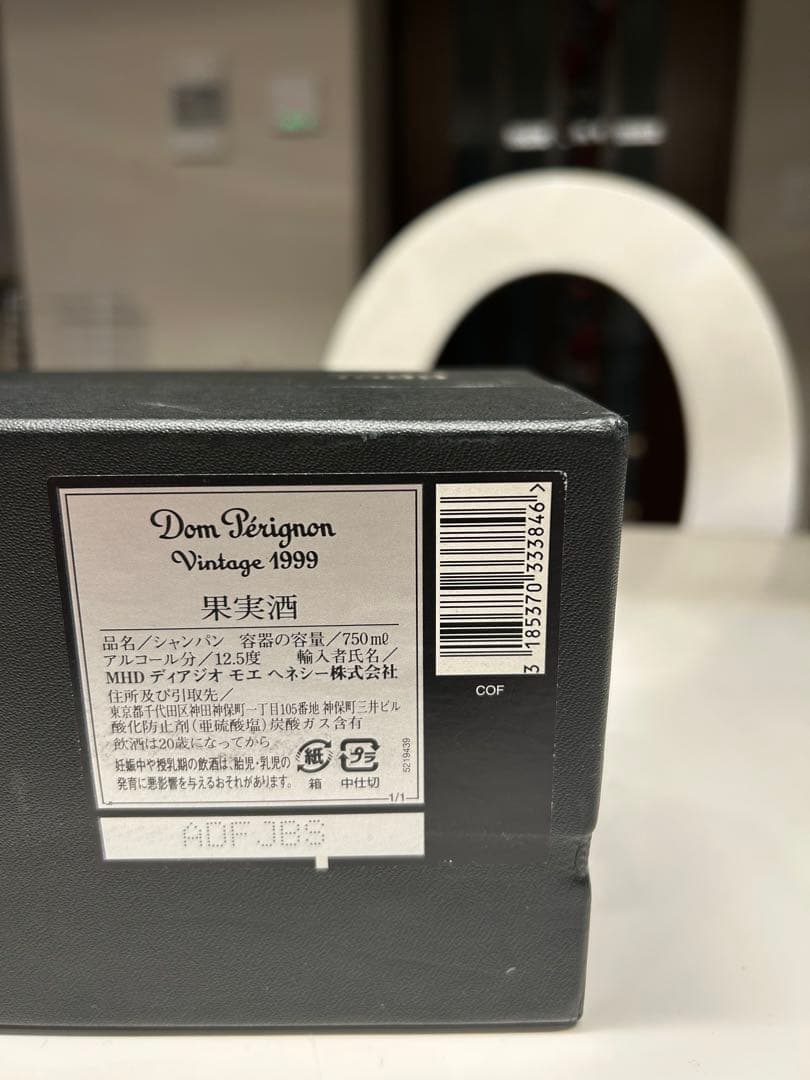 Dom Pérignon
Vintage 1999
果実酒
品名／シャンパン 容器の容量／750mℓ
アルコール分／12.5度 輸入者氏名／
MHD ディアジオ モエ ヘネシー株式会社
住所及び引取先／
東京都千代田区神田神保町一丁目105番地 神保町三井ビル
酸化防止剤(亜硫酸塩)炭酸ガス含有
飲酒は20歳になってから
妊娠中や授乳期の飲酒は、胎児・乳児の
発育に悪影響を与えるおそれがあります。
紙
箱
プラ
中仕切
5219439
1/1
ADFJBS
3 185370 333846 >
COF